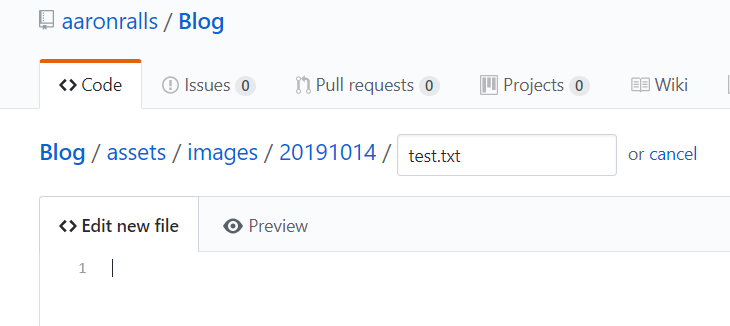 aaronralls / Blog
<> Code Issues 0 Pull requests 0 Projects 0 Wiki
Blog / assets / images / 20191014 / test.txt or cancel
<> Edit new file Preview
1